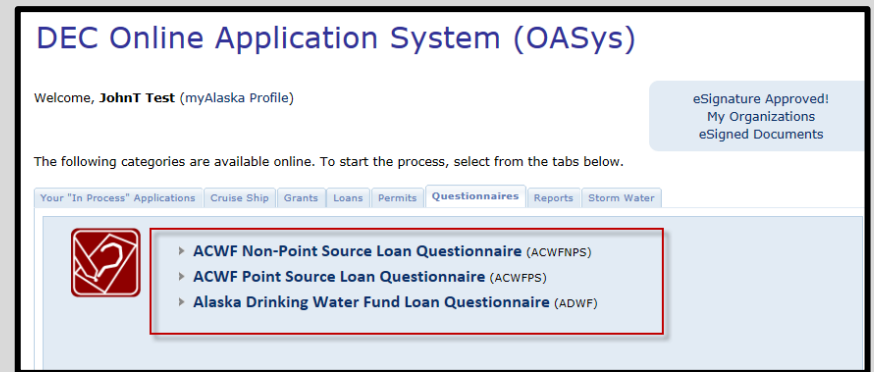 DEC Online Application System (OASys)
Welcome, JohnT Test (myAlaska Profile)
eSignature Approved!
My Organizations
eSigned Documents
The following categories are available online. To start the process, select from the tabs below.
Your "In Process" Applications Cruise Ship Grants Loans Permits Questionnaires Reports Storm Water
ACWF Non-Point Source Loan Questionnaire (ACWFNPS)
ACWF Point Source Loan Questionnaire (ACWFPS)
Alaska Drinking Water Fund Loan Questionnaire (ADWF)